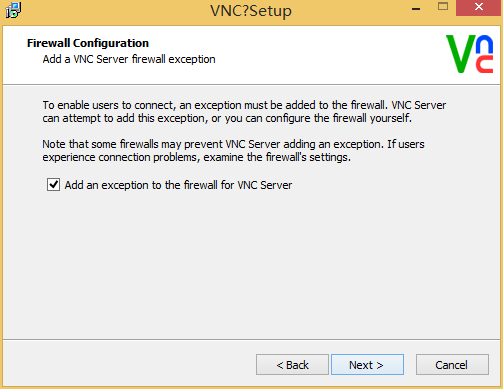 VNC?Setup
Firewall Configuration
Add a VNC Server firewall exception
Vnc
To enable users to connect, an exception must be added to the firewall. VNC Server
can attempt to add this exception, or you can configure the firewall yourself.
Note that some firewalls may prevent VNC Server adding an exception. If users
experience connection problems, examine the firewall's settings.
Add an exception to the firewall for VNC Server
< Back
Next >
Cancel